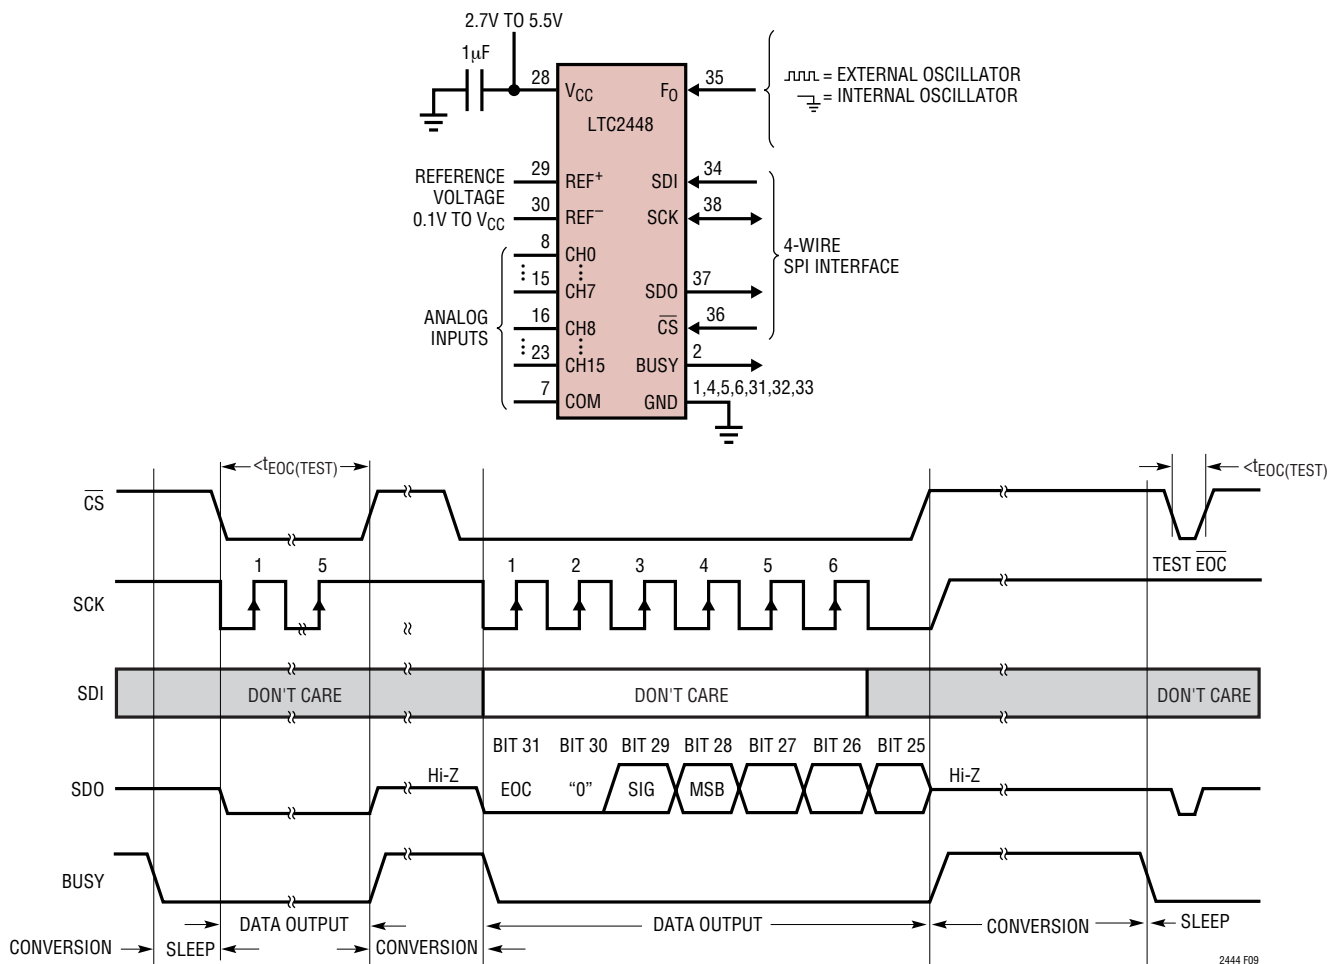 2.7V TO 5.5V
1µF
28
VCC
FO
35
= EXTERNAL OSCILLATOR
= INTERNAL OSCILLATOR
LTC2448
REFERENCE
VOLTAGE
0.1V TO VCC
29
REF+
30
REF–
SDI
34
SCK
38
4-WIRE
SPI INTERFACE
ANALOG
INPUTS
8
CH0
15
CH7
16
CH8
23
CH15
7
COM
SDO
37
CS
36
BUSY
2
GND
1,4,5,6,31,32,33
<tEOC(TEST)
<tEOC(TEST)
CS
TEST EOC
SCK
1
5
1
2
3
4
5
6
SDI
DON'T CARE
DON'T CARE
DON'T CARE
BIT 31
BIT 30
BIT 29
BIT 28
BIT 27
BIT 26
BIT 25
SDO
Hi-Z
EOC
“0”
SIG
MSB
Hi-Z
BUSY
DATA OUTPUT
DATA OUTPUT
CONVERSION
SLEEP
CONVERSION
SLEEP
CONVERSION
2444 F09